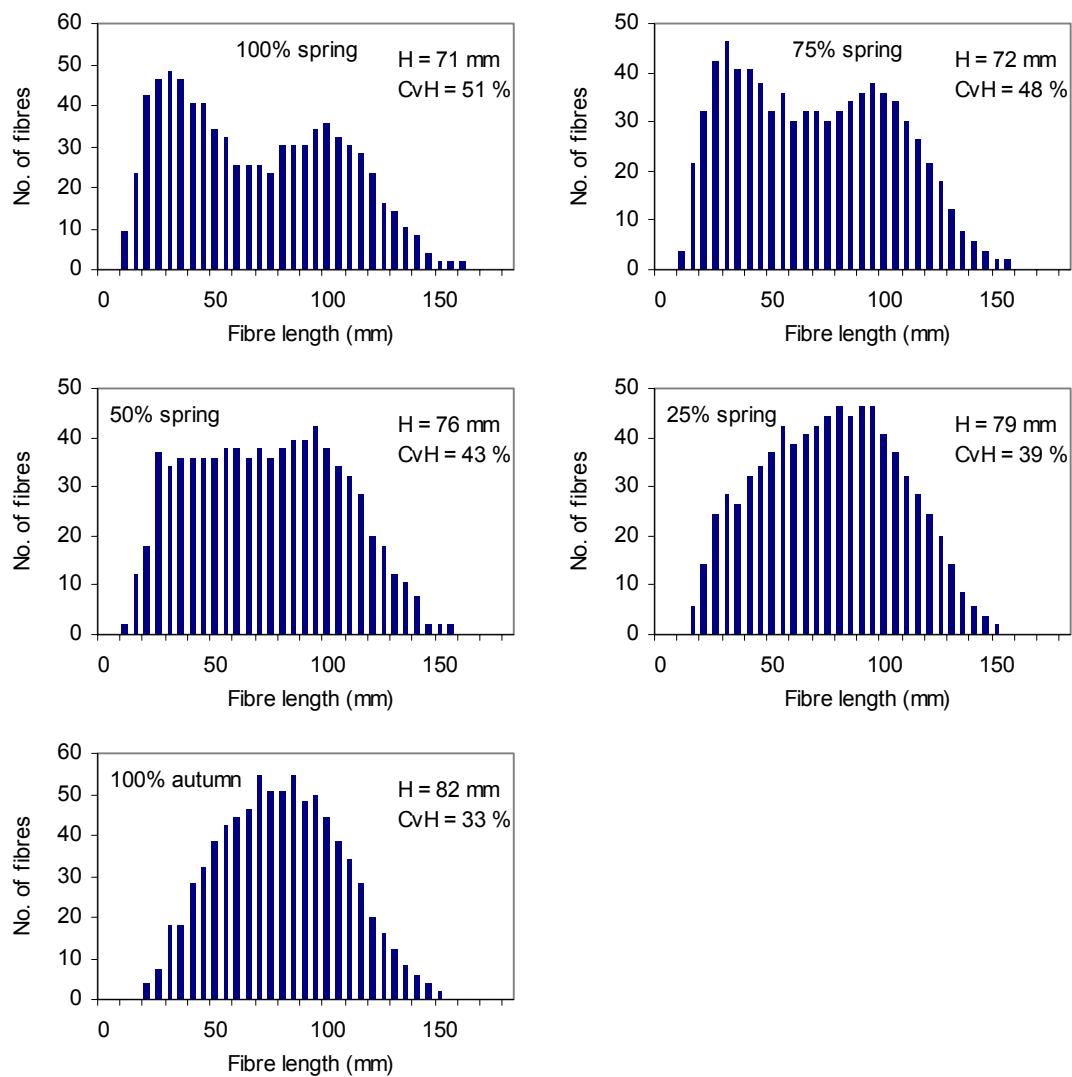 60
50
40
30
20
10
0
No. of fibres
100% spring
H = 71 mm
CvH = 51 %
0 50 100 150
Fibre length (mm)
50
40
30
20
10
0
No. of fibres
75% spring
H = 72 mm
CvH = 48 %
0 50 100 150
Fibre length (mm)
50
40
30
20
10
0
No. of fibres
50% spring
H = 76 mm
CvH = 43 %
0 50 100 150
Fibre length (mm)
50
40
30
20
10
0
No. of fibres
25% spring
H = 79 mm
CvH = 39 %
0 50 100 150
Fibre length (mm)
60
50
40
30
20
10
0
No. of fibres
100% autumn
H = 82 mm
CvH = 33 %
0 50 100 150
Fibre length (mm)